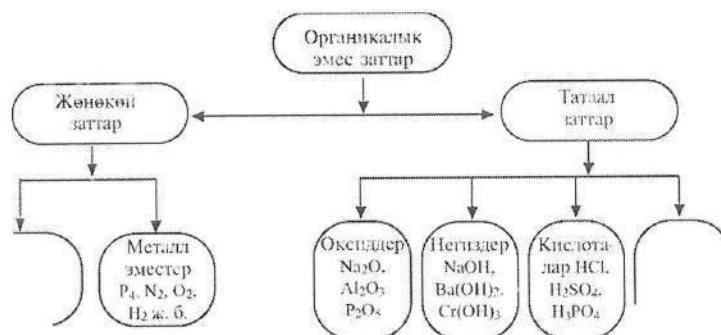 Органикалык
эмес заттар
Жөнөкөй
заттар
Татаал
заттар
Металл
эместер
P₄, N₂, O₂,
H₂ ж. б.
Оксиддер
Na₂O,
Al₂O₃
P₂O₅
Негиздер
NaOH,
Ba(OH)₂,
Cr(OH)₃
Кислота-
лар HCl,
H₂SO₄,
H₃PO₄